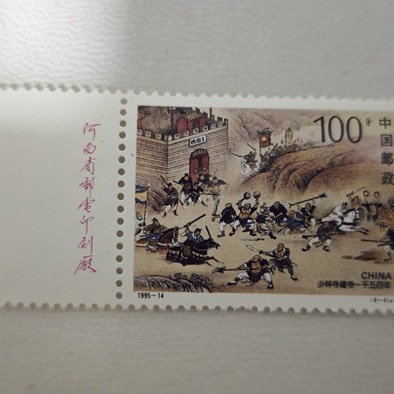 河南省邮电印刷厂
100分
中国邮政
CHINA
少林寺建寺一千五百年
1995-14